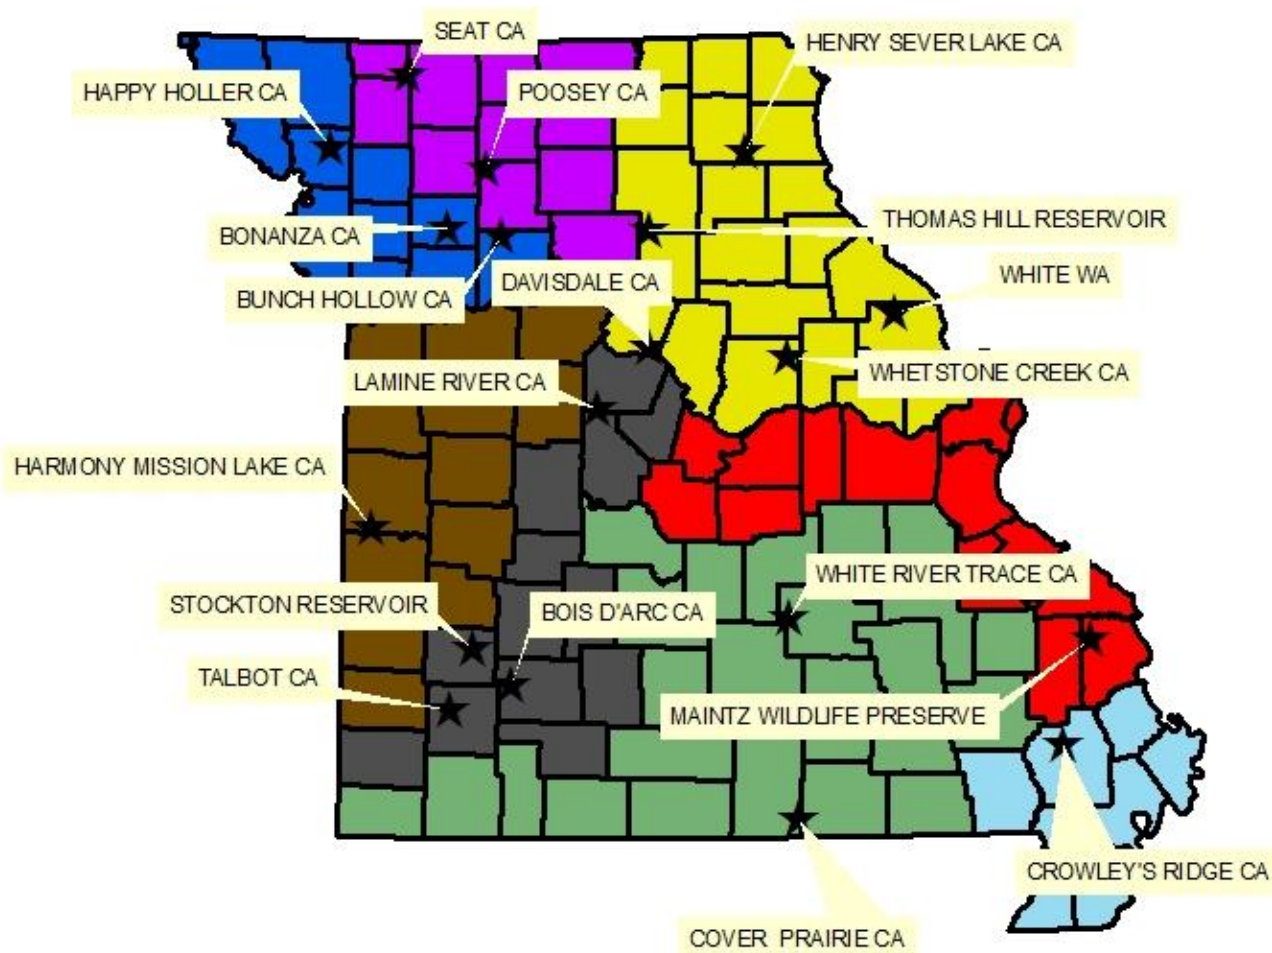 SEAT CA
HENRY SEVER LAKE CA
HAPPY HOLLER CA
POOSEY CA
THOMAS HILL RESERVOIR
BONANZA CA
WHITE WA
DAVISDALE CA
BUNCH HOLLOW CA
WHETSTONE CREEK CA
LAMINE RIVER CA
HARMONY MISSION LAKE CA
WHITE RIVER TRACE CA
STOCKTON RESERVOIR
BOIS D'ARC CA
TALBOT CA
MAINTZ WILDLIFE PRESERVE
CROWLEY'S RIDGE CA
COVER PRAIRIE CA